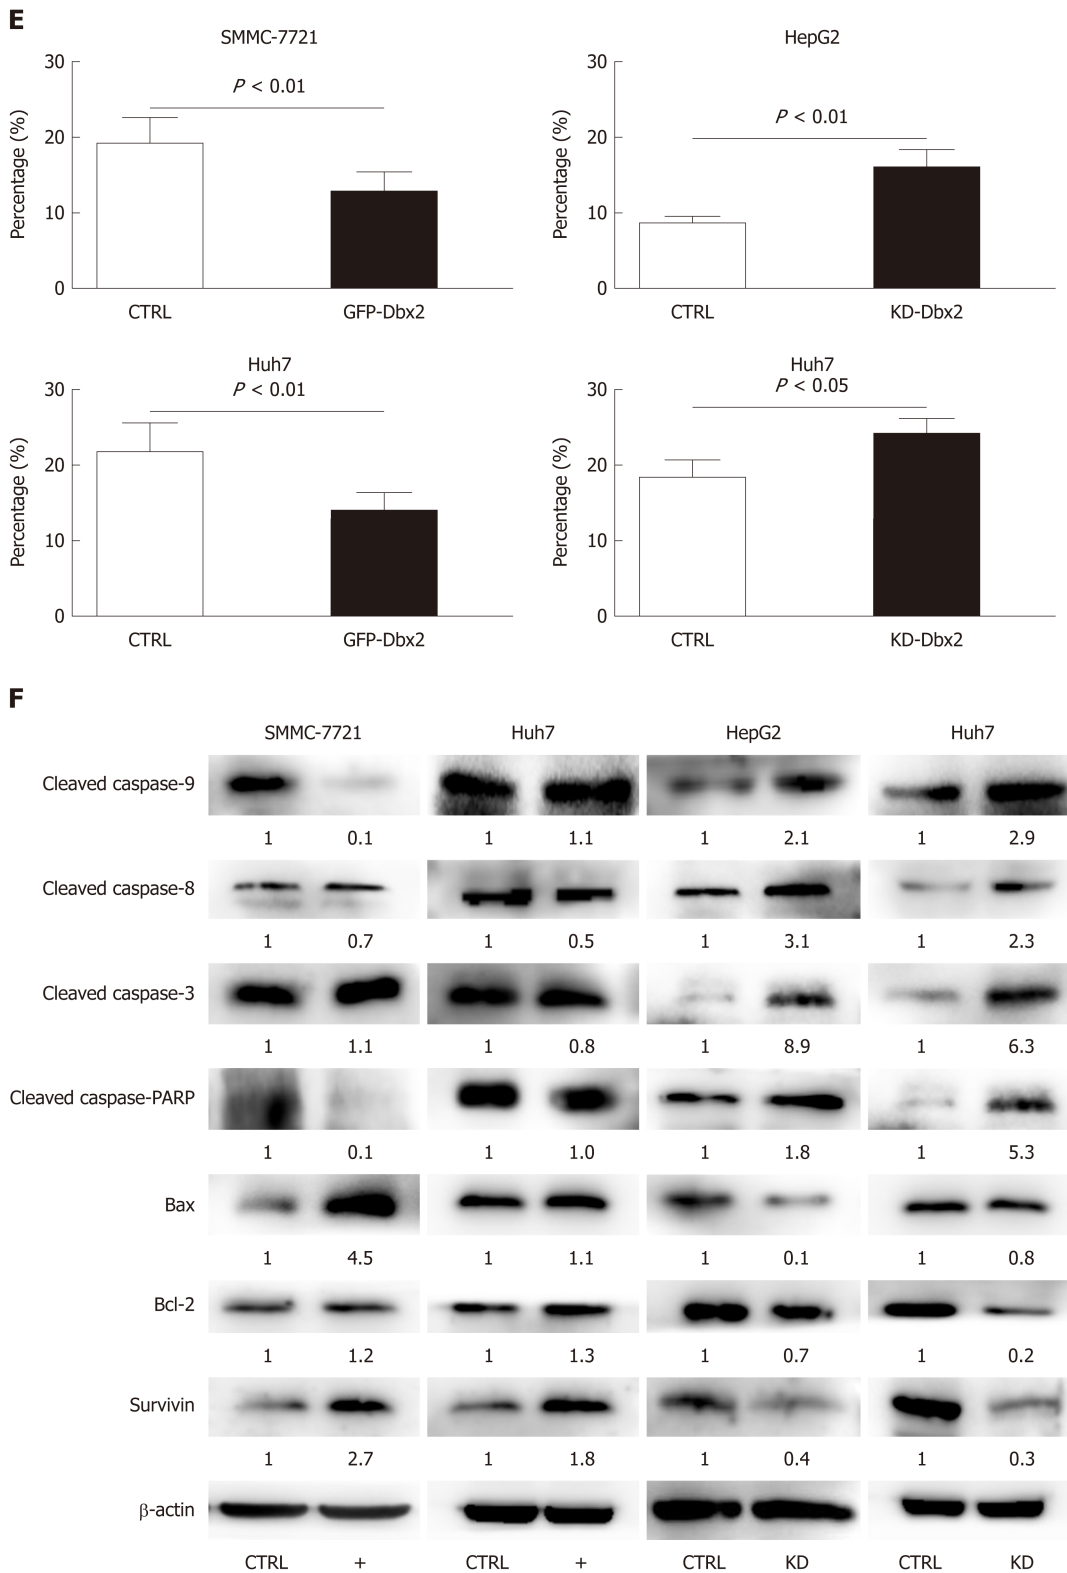 E
SMMC-7721
30
20
10
0
Percentage (%)
P < 0.01
CTRL
GFP-Dbx2
HepG2
30
20
10
0
Percentage (%)
P < 0.01
CTRL
KD-Dbx2
Huh7
30
20
10
0
Percentage (%)
P < 0.01
CTRL
GFP-Dbx2
Huh7
30
20
10
0
Percentage (%)
P < 0.05
CTRL
KD-Dbx2
F
SMMC-7721 Huh7 HepG2 Huh7
Cleaved caspase-9
1 0.1 1 1.1 1 2.1 1 2.9
Cleaved caspase-8
1 0.7 1 0.5 1 3.1 1 2.3
Cleaved caspase-3
1 1.1 1 0.8 1 8.9 1 6.3
Cleaved caspase-PARP
1 0.1 1 1.0 1 1.8 1 5.3
Bax
1 4.5 1 1.1 1 0.1 1 0.8
Bcl-2
1 1.2 1 1.3 1 0.7 1 0.2
Survivin
1 2.7 1 1.8 1 0.4 1 0.3
β-actin
CTRL + CTRL + CTRL KD CTRL KD